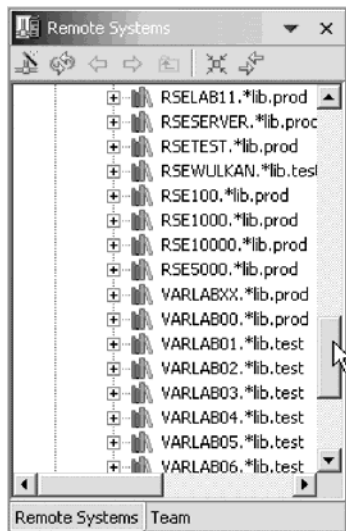 Remote Systems
RSELAB11.*lib.prod
RSESERVER.*lib.proc
RSETEST.*lib.prod
RSEWULKAN.*lib.test
RSE100.*lib.prod
RSE1000.*lib.prod
RSE10000.*lib.prod
RSE5000.*lib.prod
VARLABXX.*lib.prod
VARLAB00.*lib.prod
VARLAB01.*lib.test
VARLAB02.*lib.test
VARLAB03.*lib.test
VARLAB04.*lib.test
VARLAB05.*lib.test
VARLAB06.*lib.test
Remote Systems Team